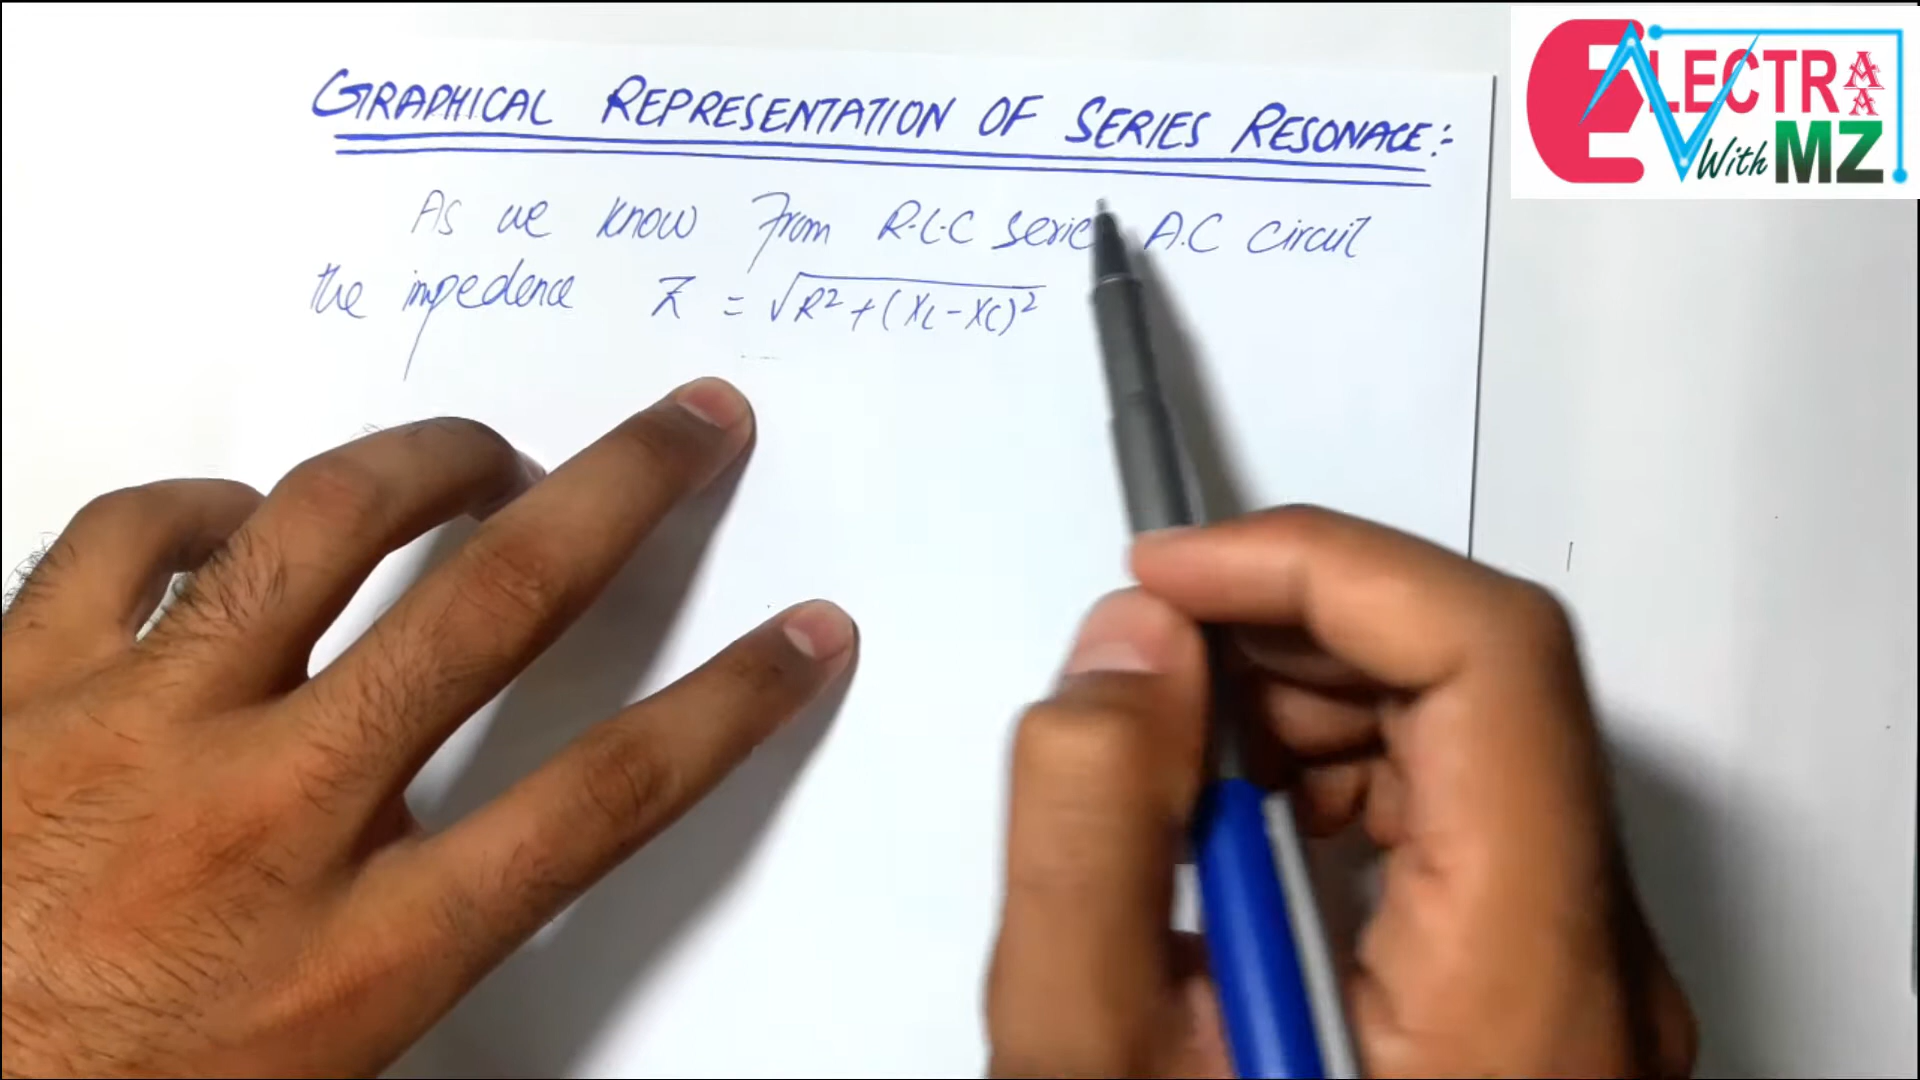 GRAPHICAL REPRESENTATION OF SERIES RESONACE:-
As we know From R.L.C series A.C circuit
the impedence Z = √R² + (XL - XC)²
ELECTRAAA
With MZ